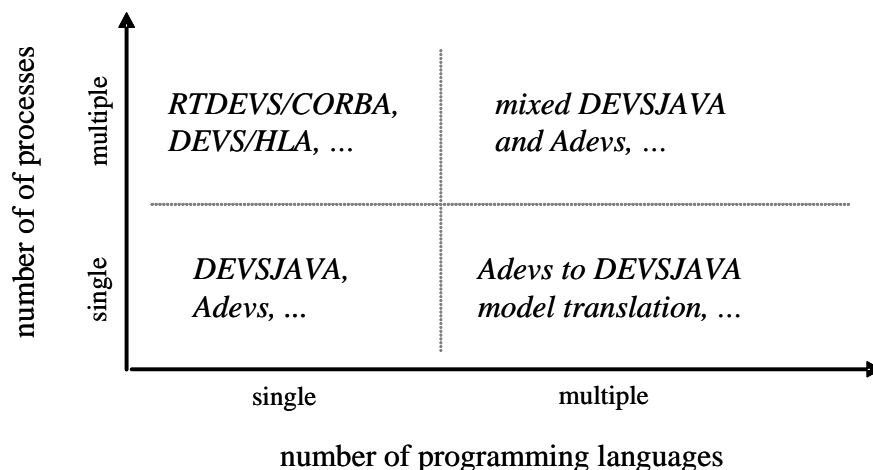 number of of processes
multiple
single
RTDEVS/CORBA,
DEVS/HLA, ...
mixed DEVSJAVA
and Adevs, ...
DEVSJAVA,
Adevs, ...
Adevs to DEVSJAVA
model translation, ...
single
multiple
number of programming languages